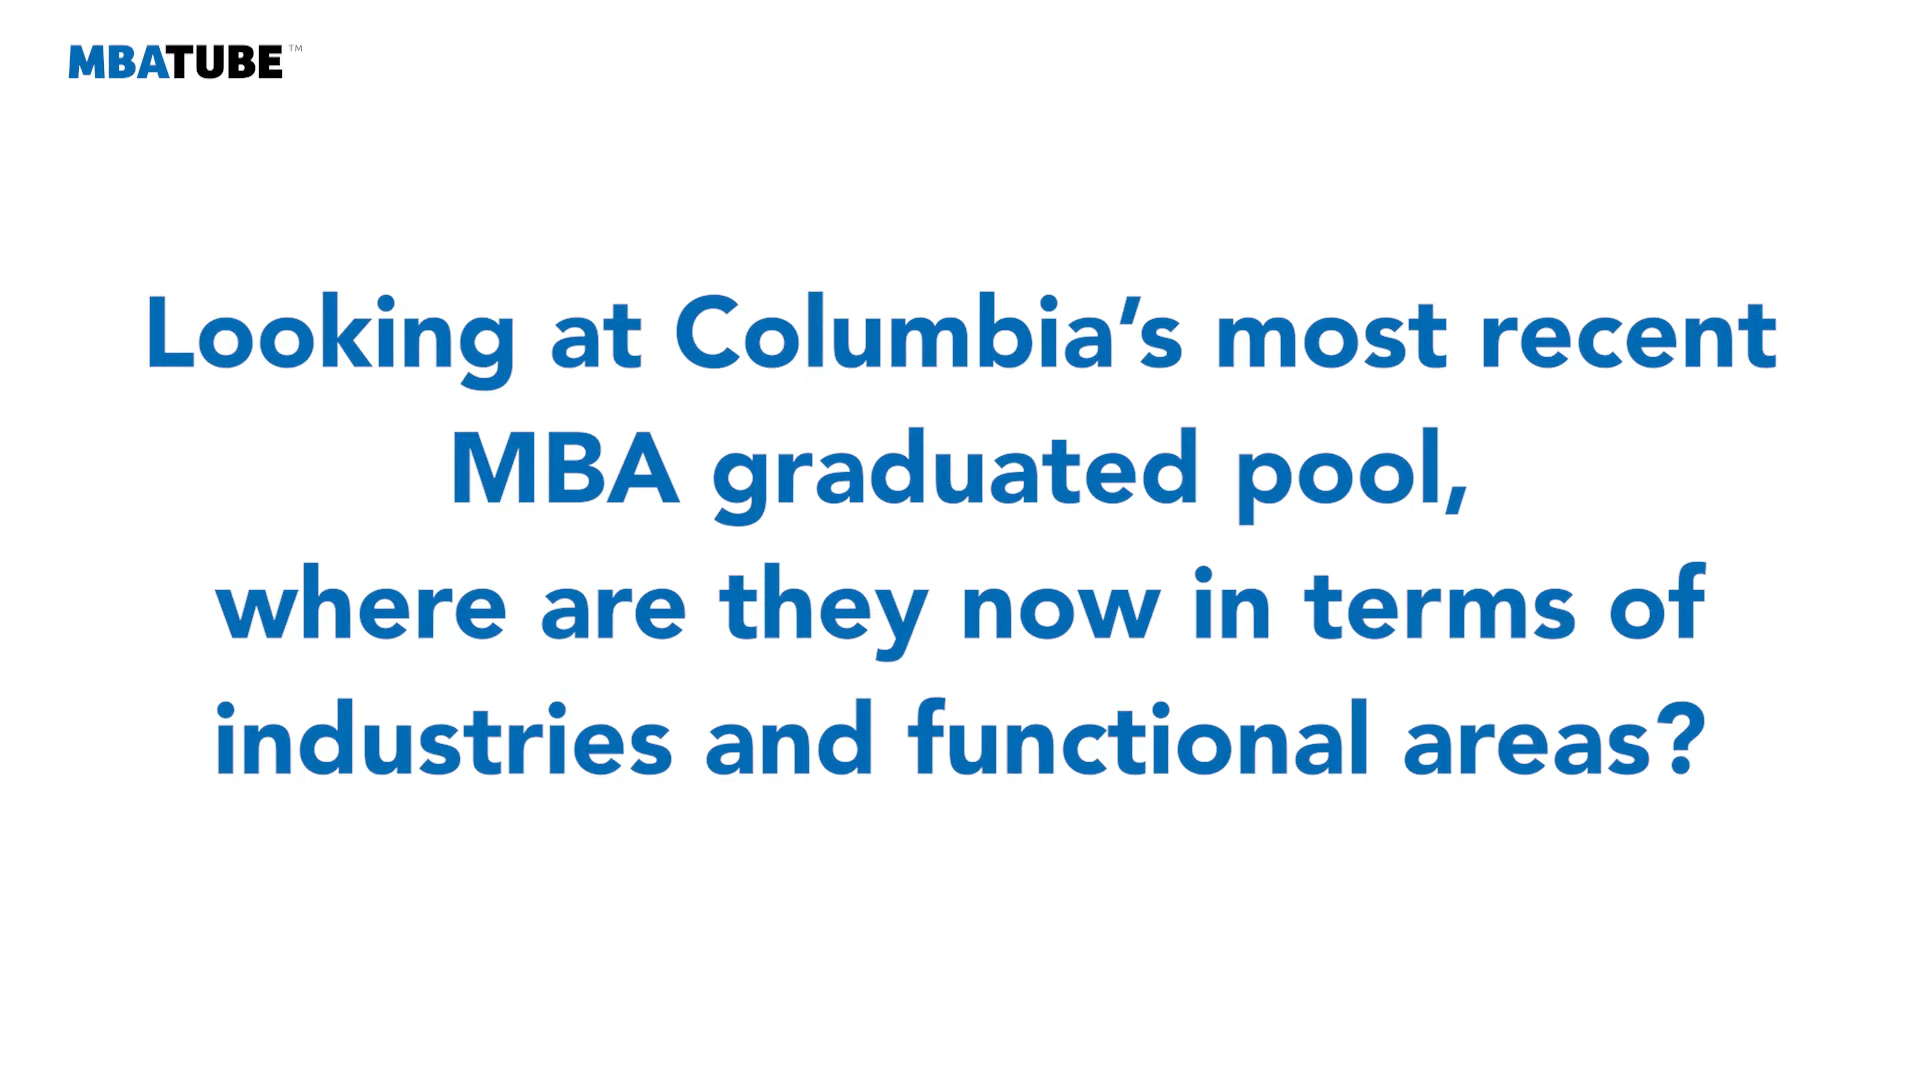 MBATUBE™
Looking at Columbia’s most recent
MBA graduated pool,
where are they now in terms of
industries and functional areas?